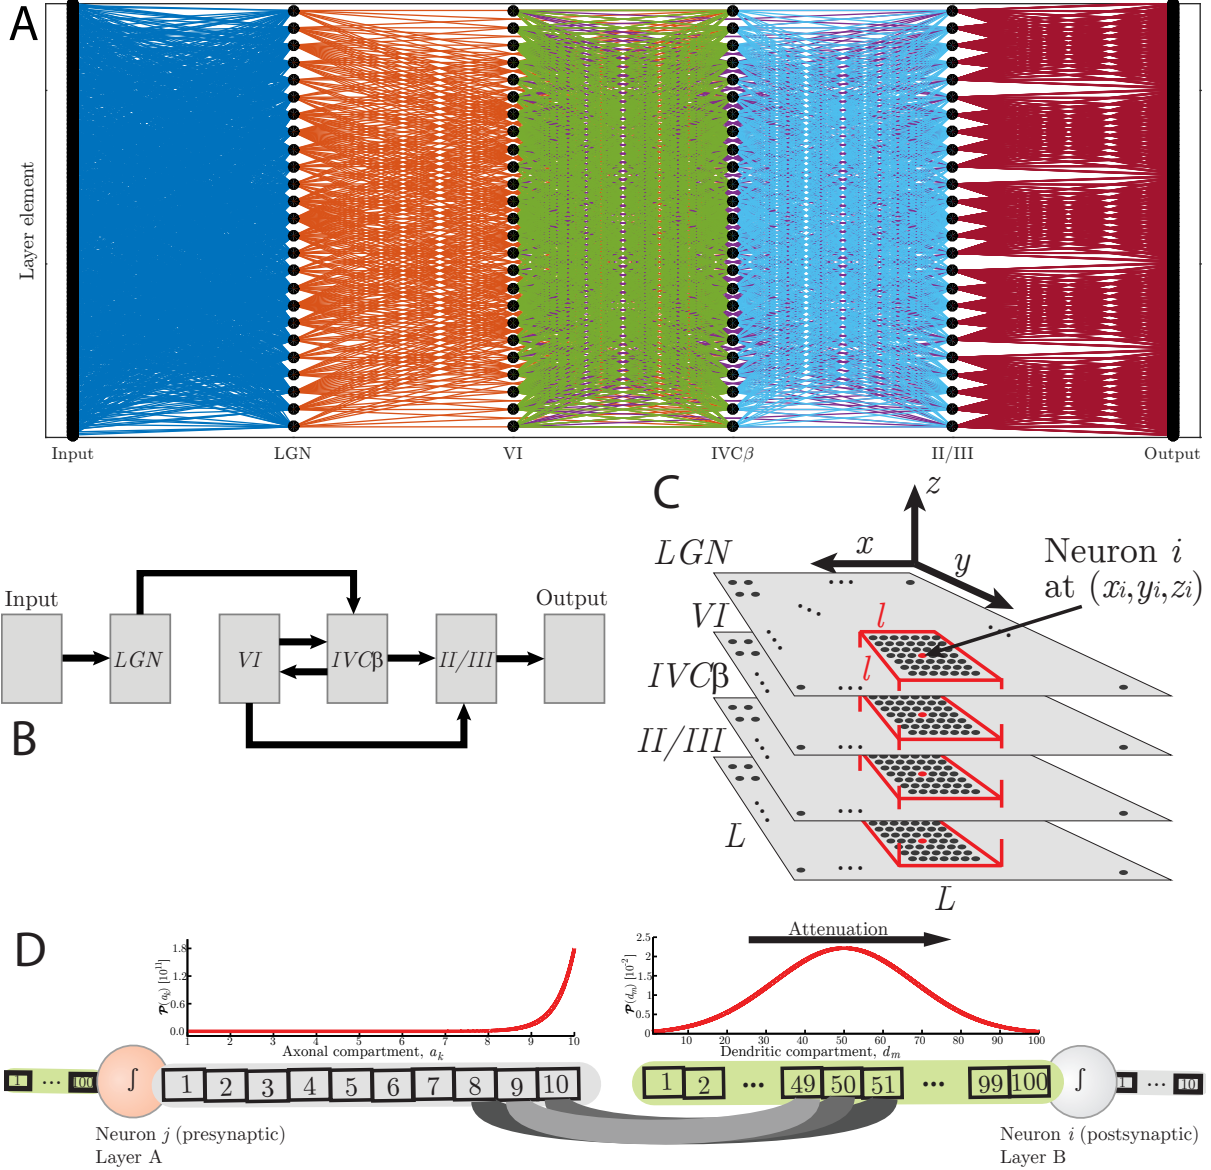 A
Layer element
Input
LGN
VI
IVCβ
II/III
Output
B
Input
LGN
VI
IVCβ
II/III
Output
C
z
x
y
LGN
VI
IVCβ
II/III
L
L
l
l
Neuron i
at (xi,yi,zi)
D
𝒫(ak) [10¹¹]
1.8
1.2
0.6
0.0
1 2 3 4 5 6 7 8 9 10
Axonal compartment, ak
Attenuation
𝒫(dm) [10⁻²]
2.5
2
1.5
1
0.5
0
10 20 30 40 50 60 70 80 90 100
Dendritic compartment, dm
1 ... 100
∫
1 2 3 4 5 6 7 8 9 10
1 2 ... 49 50 51 ... 99 100
∫
1 ... 10
Neuron j (presynaptic)
Layer A
Neuron i (postsynaptic)
Layer B